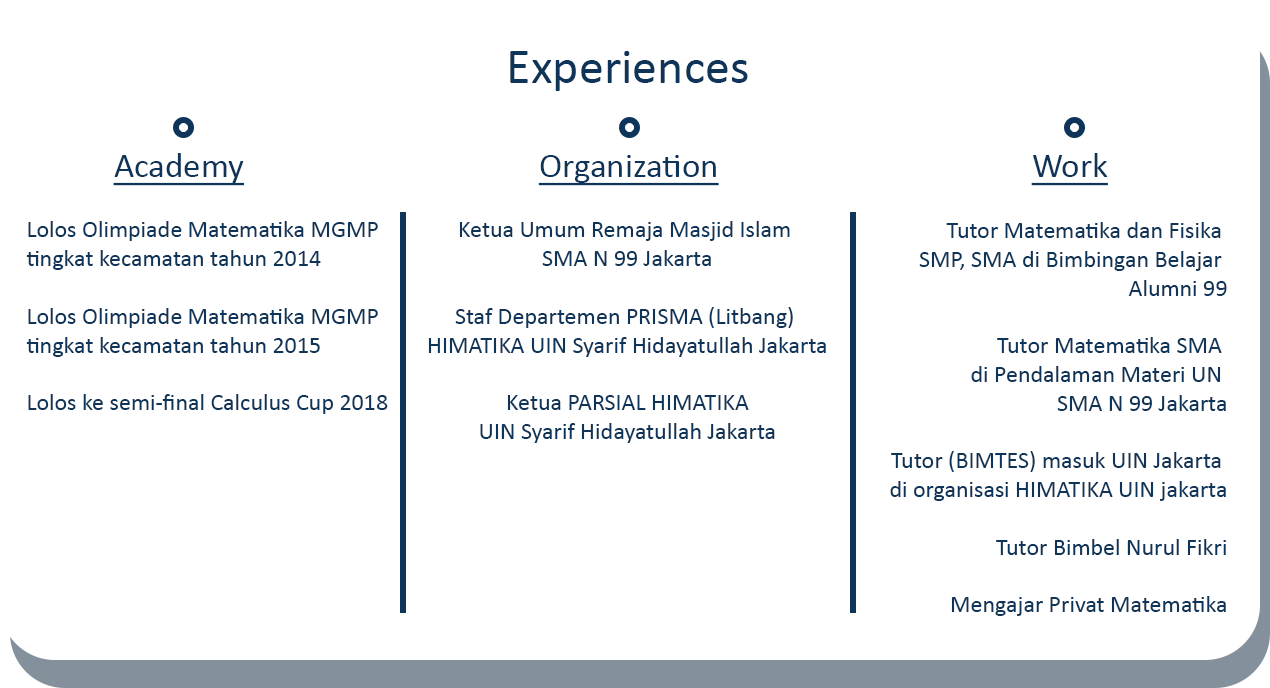 Experiences
Academy
Lolos Olimpiade Matematika MGMP
tingkat kecamatan tahun 2014
Lolos Olimpiade Matematika MGMP
tingkat kecamatan tahun 2015
Lolos ke semi-final Calculus Cup 2018
Organization
Ketua Umum Remaja Masjid Islam
SMA N 99 Jakarta
Staf Departemen PRISMA (Litbang)
HIMATIKA UIN Syarif Hidayatullah Jakarta
Ketua PARSIAL HIMATIKA
UIN Syarif Hidayatullah Jakarta
Work
Tutor Matematika dan Fisika
SMP, SMA di Bimbingan Belajar
Alumni 99
Tutor Matematika SMA
di Pendalaman Materi UN
SMA N 99 Jakarta
Tutor (BIMTES) masuk UIN Jakarta
di organisasi HIMATIKA UIN jakarta
Tutor Bimbel Nurul Fikri
Mengajar Privat Matematika